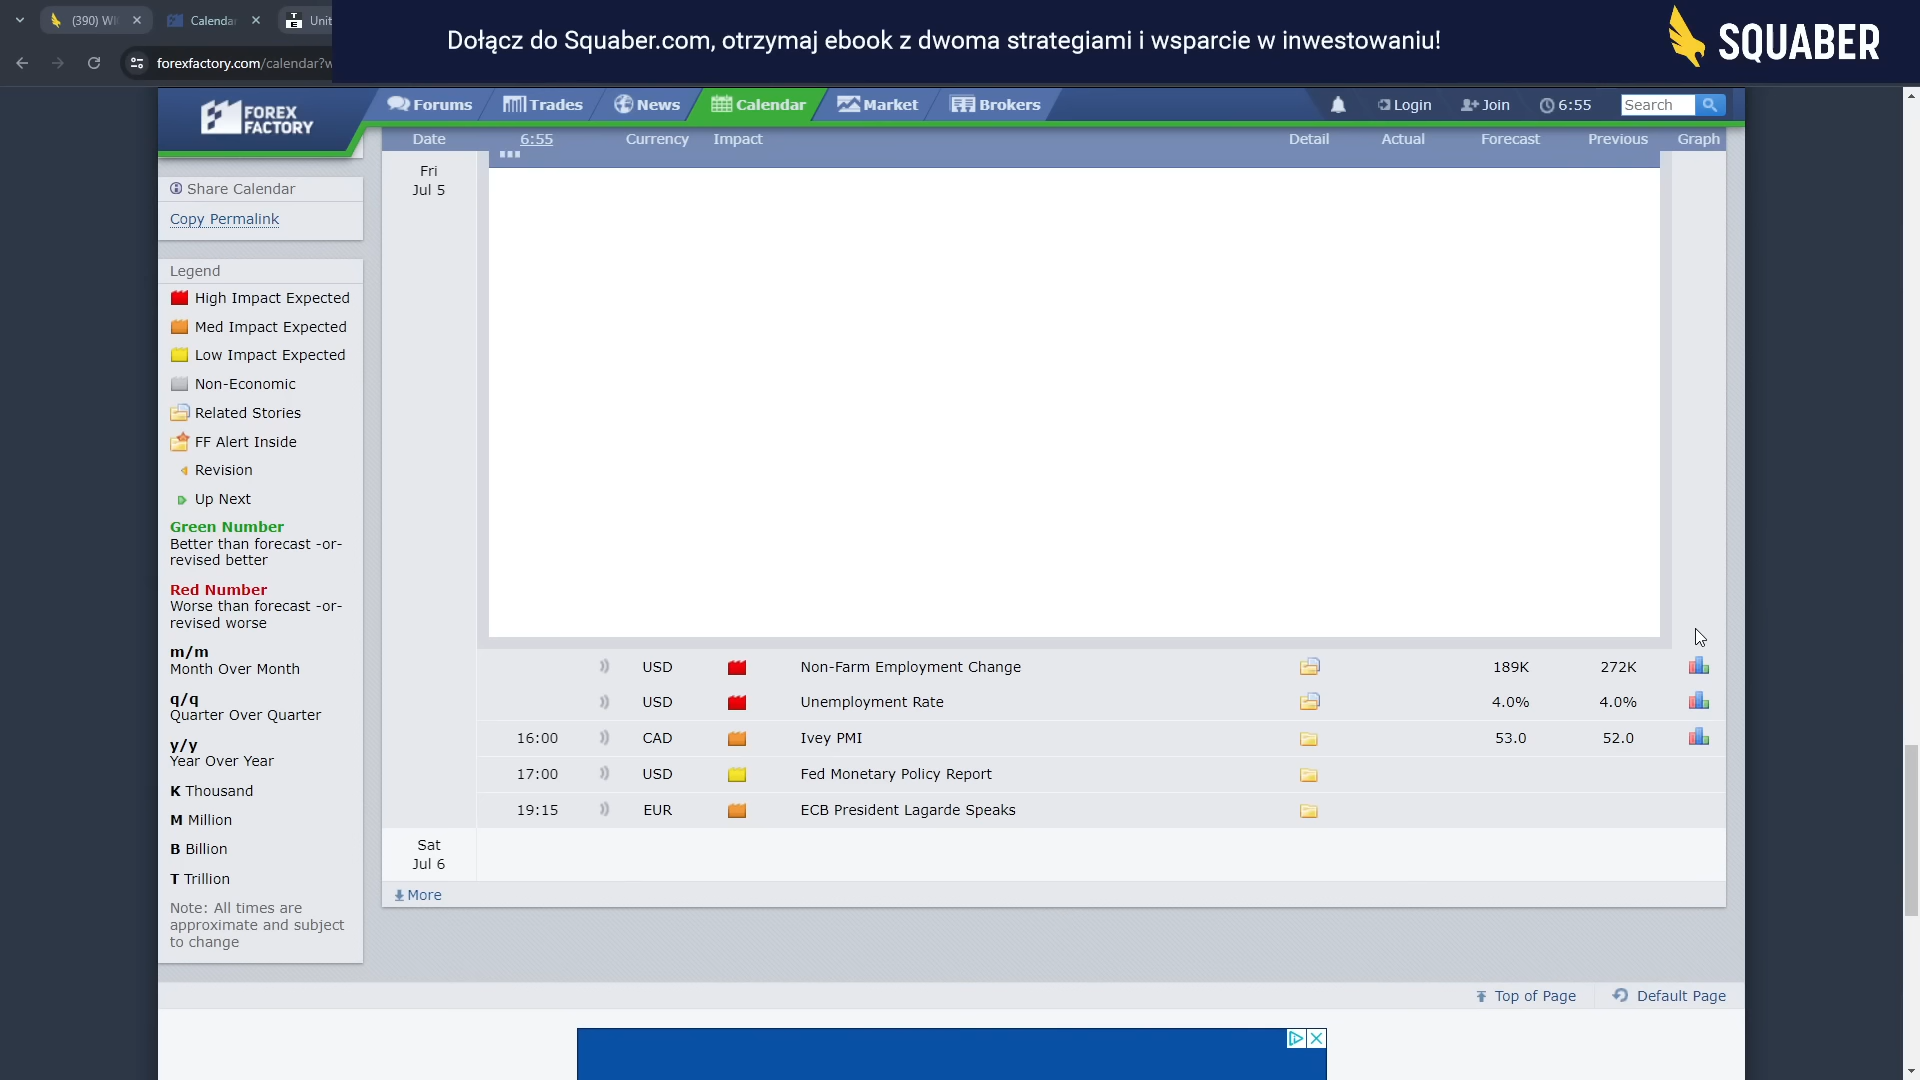 (390) WI
Calenda
Unit
forexfactory.com/calendar?w
Dołącz do Squaber.com, otrzymaj ebook z dwoma strategiami i wsparcie w inwestowaniu!
SQUABER
FOREX
FACTORY
Forums
Trades
News
Calendar
Market
Brokers
Login
Join
6:55
Search
Date
6:55
Currency
Impact
Detail
Actual
Forecast
Previous
Graph
Share Calendar
Copy Permalink
Legend
High Impact Expected
Med Impact Expected
Low Impact Expected
Non-Economic
Related Stories
FF Alert Inside
Revision
Up Next
Green Number
Better than forecast -or-
revised better
Red Number
Worse than forecast -or-
revised worse
m/m
Month Over Month
q/q
Quarter Over Quarter
y/y
Year Over Year
K Thousand
M Million
B Billion
T Trillion
Note: All times are
approximate and subject
to change
Fri
Jul 5
USD Non-Farm Employment Change 189K 272K
USD Unemployment Rate 4.0% 4.0%
16:00 CAD Ivey PMI 53.0 52.0
17:00 USD Fed Monetary Policy Report
19:15 EUR ECB President Lagarde Speaks
Sat
Jul 6
More
Top of Page
Default Page